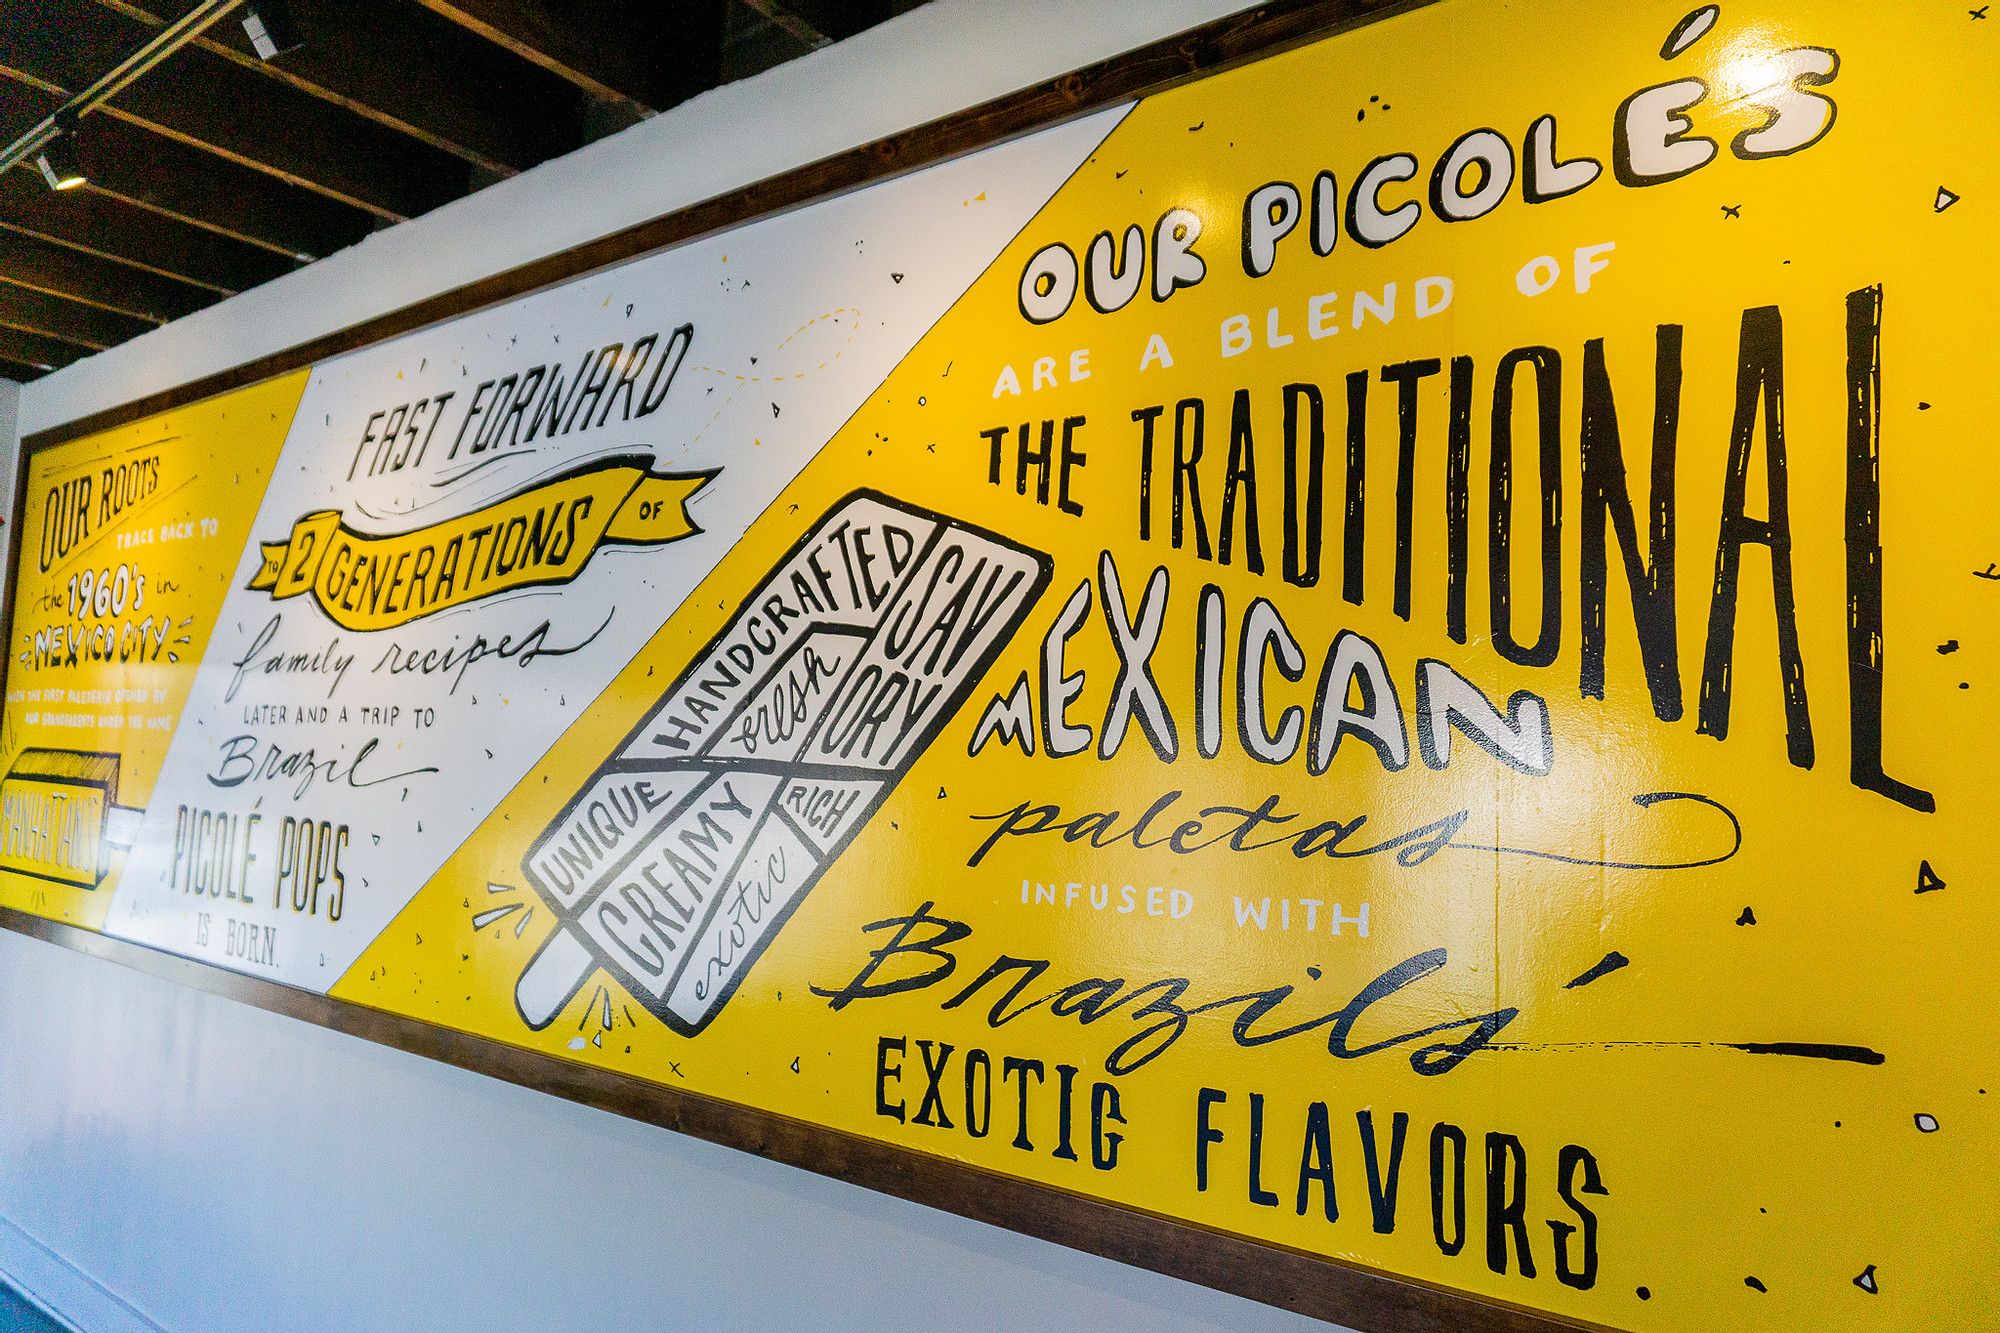 OUR ROOTS
TRACE BACK TO
the 1960's in
MEXICO CITY
WITH THE FIRST PALETERIA OPENED BY
OUR GRANDPARENTS UNDER THE NAME
MANHATTANS
FAST FORWARD
TO 2 GENERATIONS OF
family recipes
LATER AND A TRIP TO
Brazil,
PICOLÉ POPS
IS BORN.
HANDCRAFTED
fresh
SAV
ORY
UNIQUE
CREAMY
RICH
exotic
OUR PICOLÉS
ARE A BLEND OF
THE TRADITIONAL
MEXICAN
paletas
INFUSED WITH
Brazils'
EXOTIC FLAVORS.